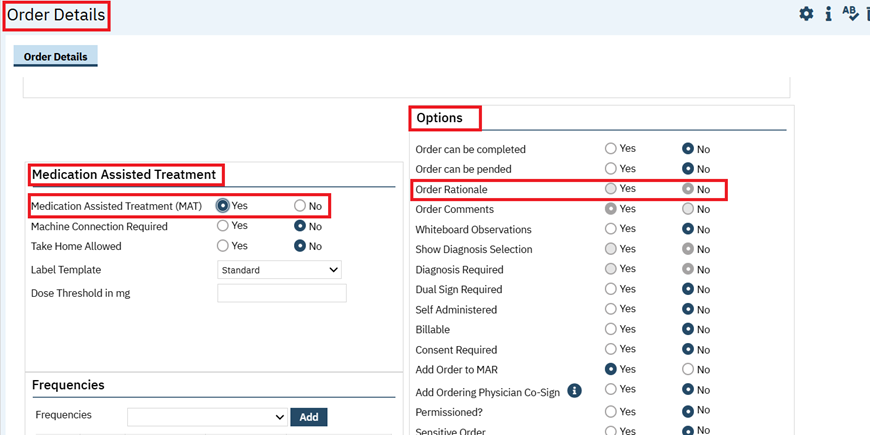 Order Details
AB
Order Details
Medication Assisted Treatment
Medication Assisted Treatment (MAT) Yes No
Machine Connection Required Yes No
Take Home Allowed Yes No
Label Template Standard
Dose Threshold in mg
Frequencies
Frequencies Add
Options
Order can be completed Yes No
Order can be pended Yes No
Order Rationale Yes No
Order Comments Yes No
Whiteboard Observations Yes No
Show Diagnosis Selection Yes No
Diagnosis Required Yes No
Dual Sign Required Yes No
Self Administered Yes No
Billable Yes No
Consent Required Yes No
Add Order to MAR Yes No
Add Ordering Physician Co-Sign Yes No
Permissioned? Yes No
Sensitive Order Yes No